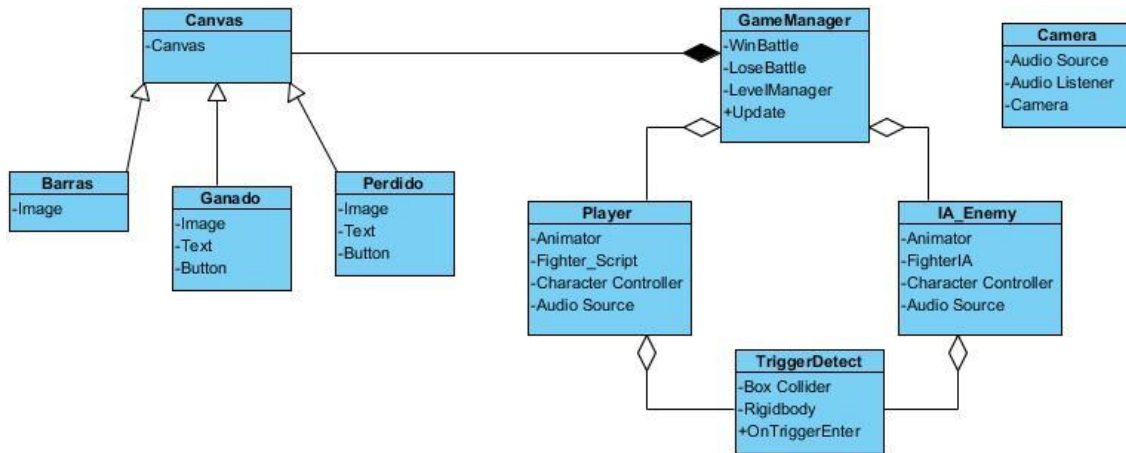 Canvas
-Canvas
GameManager
-WinBattle
-LoseBattle
-LevelManager
+Update
Camera
-Audio Source
-Audio Listener
-Camera
Barras
-Image
Ganado
-Image
-Text
-Button
Perdido
-Image
-Text
-Button
Player
-Animator
-Fighter_Script
-Character Controller
-Audio Source
IA_Enemy
-Animator
-FighterIA
-Character Controller
-Audio Source
TriggerDetect
-Box Collider
-Rigidbody
+OnTriggerEnter